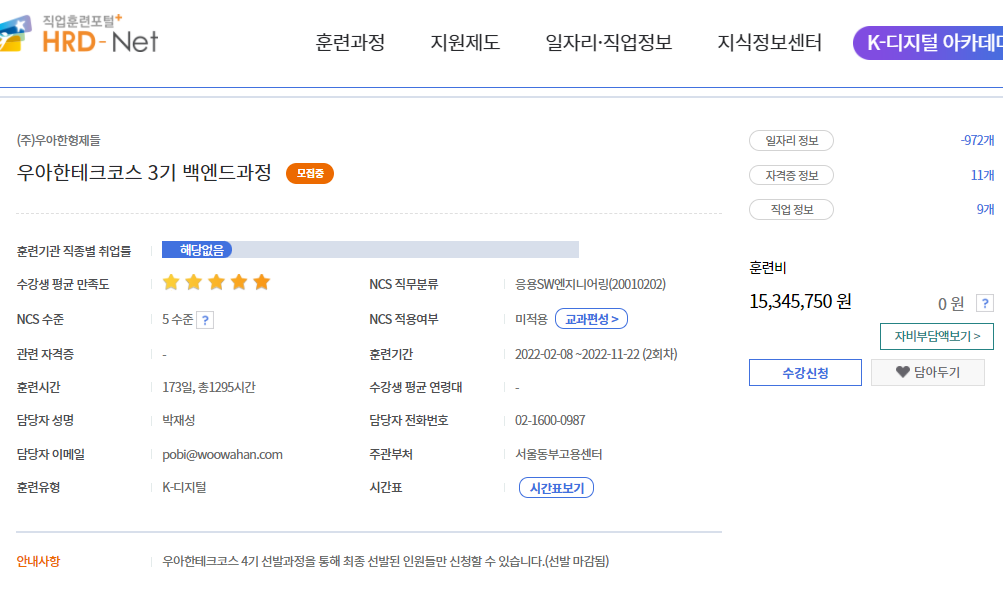 직업훈련포털+
HRD-Net
훈련과정 지원제도 일자리·직업정보 지식정보센터 K-디지털 아카데미
(주)우아한형제들
우아한테크코스 3기 백엔드과정 모집중
일자리 정보 -972개
자격증 정보 11개
직업 정보 9개
훈련기관 직종별 취업률 해당없음
수강생 평균 만족도 NCS 직무분류 응용SW엔지니어링(20010202)
NCS 수준 5 수준 ? NCS 적용여부 미적용 교과편성 >
관련 자격증 - 훈련기간 2022-02-08 ~2022-11-22 (2회차)
훈련시간 173일, 총1295시간 수강생 평균 연령대 -
담당자 성명 박재성 담당자 전화번호 02-1600-0987
담당자 이메일 pobi@woowahan.com 주관부처 서울동부고용센터
훈련유형 K-디지털 시간표 시간표보기
훈련비
15,345,750 원 0 원 ?
자비부담액보기 >
수강신청 담아두기
안내사항 우아한테크코스 4기 선발과정을 통해 최종 선발된 인원들만 신청할 수 있습니다.(선발 마감됨)